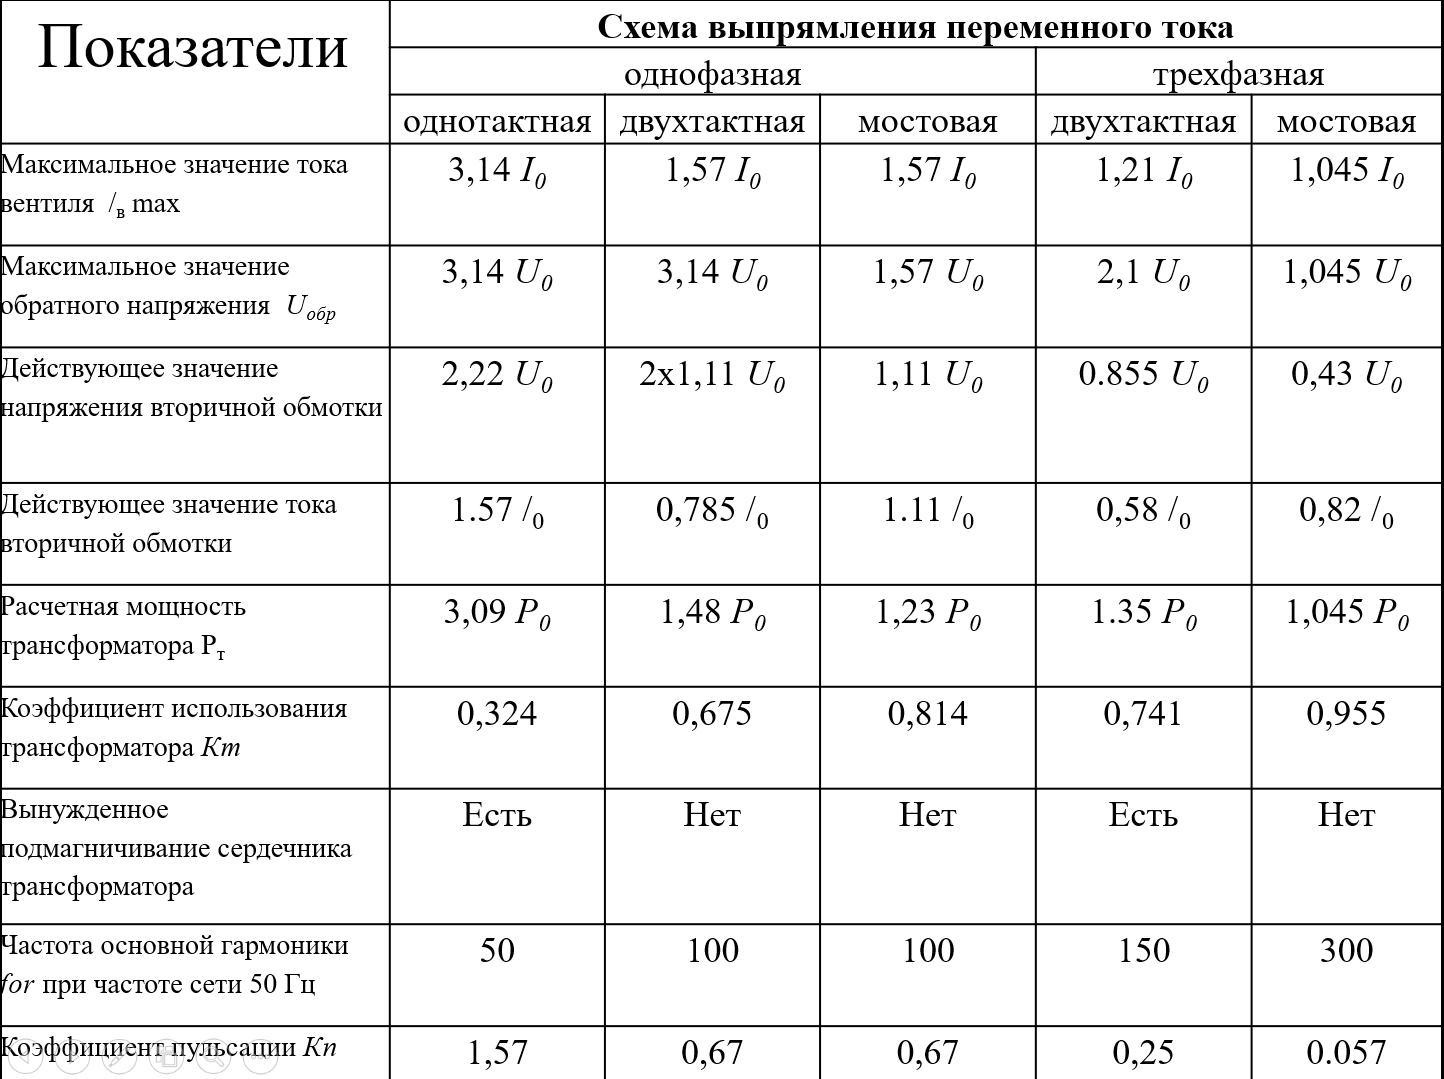 Показатели
Схема выпрямления переменного тока
однофазная трехфазная
однотактная двухтактная мостовая двухтактная мостовая
Максимальное значение тока
вентиля /в max
3,14 I0 1,57 I0 1,57 I0 1,21 I0 1,045 I0
Максимальное значение
обратного напряжения Uобр
3,14 U0 3,14 U0 1,57 U0 2,1 U0 1,045 U0
Действующее значение
напряжения вторичной обмотки
2,22 U0 2x1,11 U0 1,11 U0 0.855 U0 0,43 U0
Действующее значение тока
вторичной обмотки
1.57 /0 0,785 /0 1.11 /0 0,58 /0 0,82 /0
Расчетная мощность
трансформатора Рт
3,09 P0 1,48 P0 1,23 P0 1.35 P0 1,045 P0
Коэффициент использования
трансформатора Кт
0,324 0,675 0,814 0,741 0,955
Вынужденное
подмагничивание сердечника
трансформатора
Есть Нет Нет Есть Нет
Частота основной гармоники
for при частоте сети 50 Гц
50 100 100 150 300
Коэффициент пульсации Кп
1,57 0,67 0,67 0,25 0.057